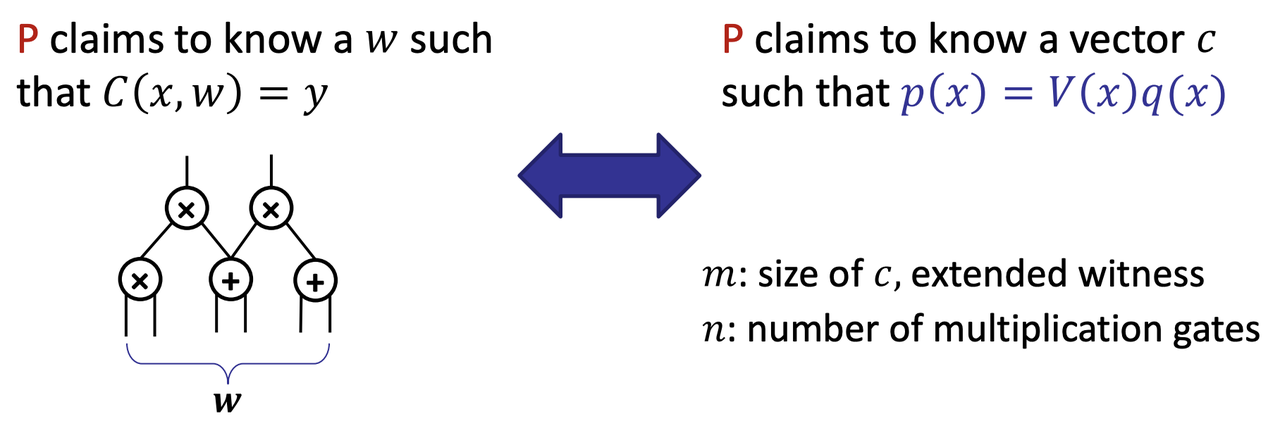 P claims to know a w such
that C(x, w) = y
P claims to know a vector c
such that p(x) = V(x)q(x)
×
×
×
+
+
w
m: size of c, extended witness
n: number of multiplication gates